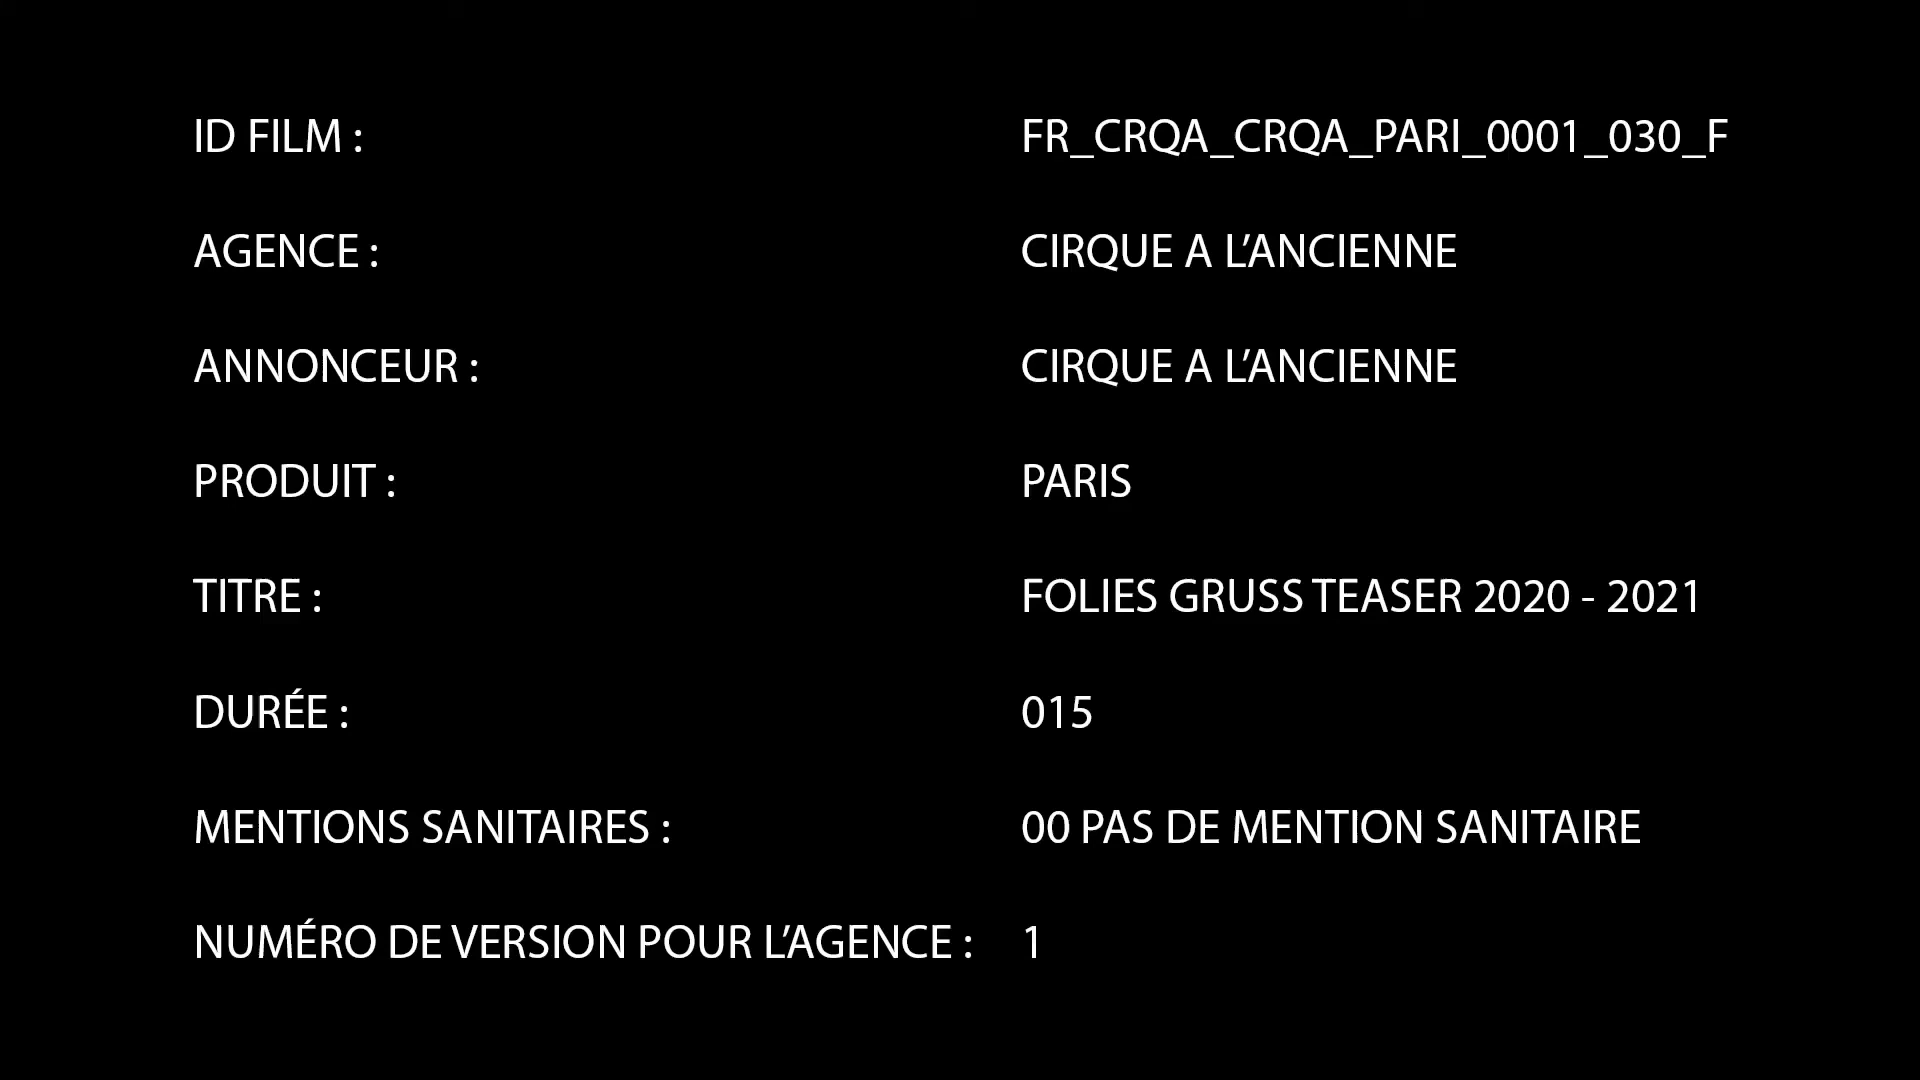 ID FILM : FR_CRQA_CRQA_PARI_0001_030_F
AGENCE : CIRQUE A L’ANCIENNE
ANNONCEUR : CIRQUE A L’ANCIENNE
PRODUIT : PARIS
TITRE : FOLIES GRUSS TEASER 2020 - 2021
DURÉE : 015
MENTIONS SANITAIRES : 00 PAS DE MENTION SANITAIRE
NUMÉRO DE VERSION POUR L’AGENCE : 1